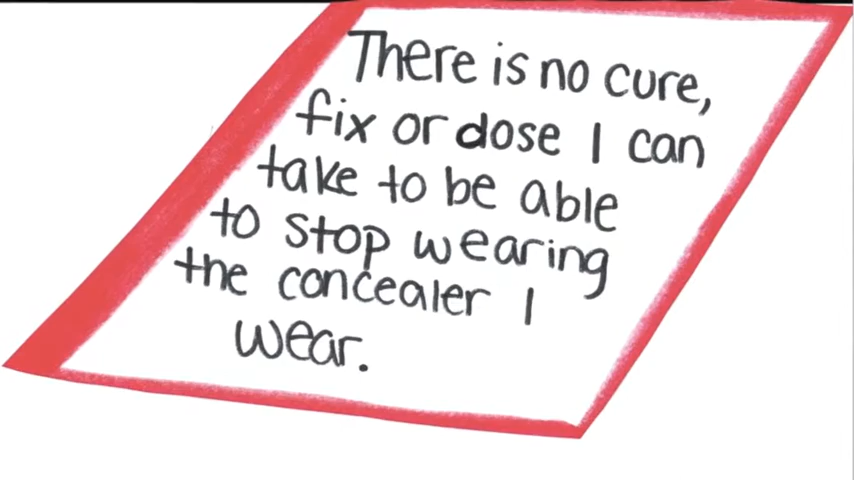 There is no cure,
fix or dose I can
take to be able
to stop wearing
the concealer I
wear.